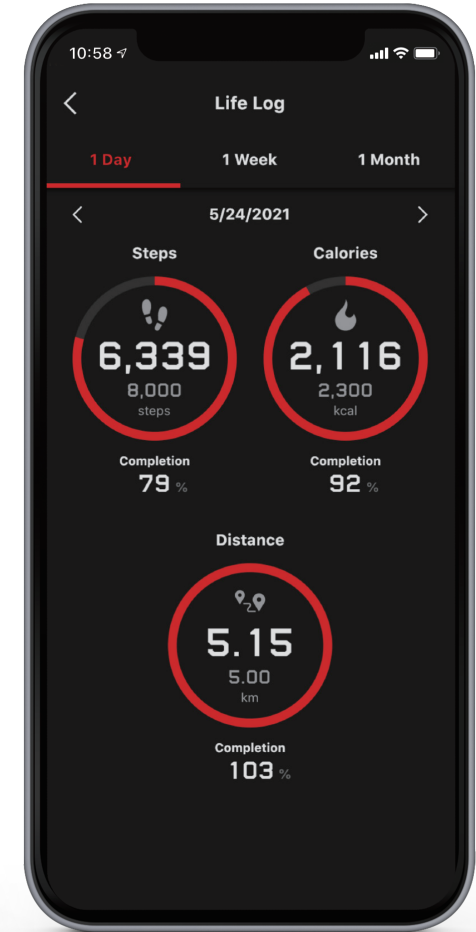 10:58
Life Log
1 Day 1 Week 1 Month
5/24/2021
Steps Calories
6,339 2,116
8,000 2,300
steps kcal
Completion Completion
79 % 92 %
Distance
5.15
5.00
km
Completion
103 %